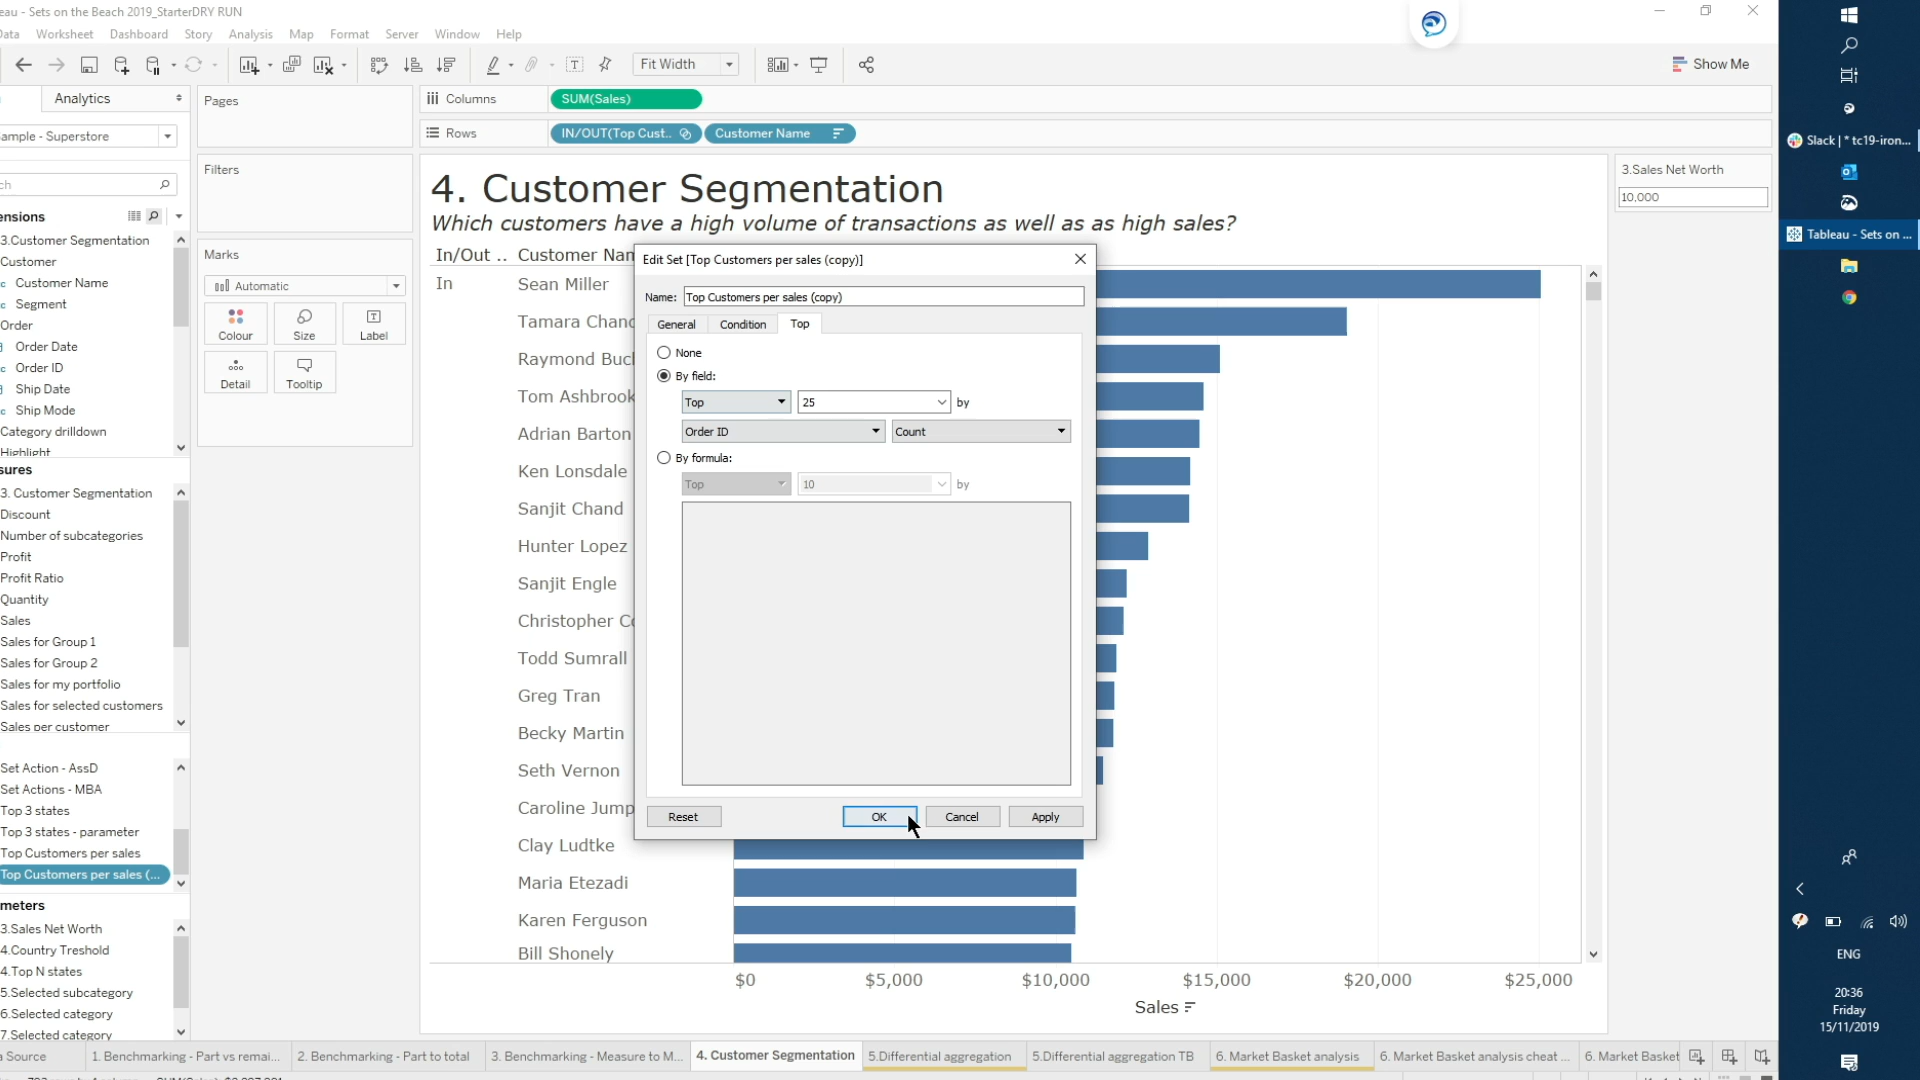 eau - Sets on the Beach 2019_StarterDRY RUN
Data Worksheet Dashboard Story Analysis Map Format Server Window Help
Fit Width
Show Me
Analytics
ample - Superstore
ch
ensions
3.Customer Segmentation
Customer
Customer Name
Segment
Order
Order Date
Order ID
Ship Date
Ship Mode
Category drilldown
Highlight
sures
3. Customer Segmentation
Discount
Number of subcategories
Profit
Profit Ratio
Quantity
Sales
Sales for Group 1
Sales for Group 2
Sales for my portfolio
Sales for selected customers
Sales per customer
Set Action - AssD
Set Actions - MBA
Top 3 states
Top 3 states - parameter
Top Customers per sales
Top Customers per sales (...
meters
3.Sales Net Worth
4.Country Treshold
4.Top N states
5.Selected subcategory
6.Selected category
7.Selected category
Pages
Filters
Marks
Automatic
Colour Size Label
Detail Tooltip
Columns SUM(Sales)
Rows IN/OUT(Top Cust.. Customer Name
4. Customer Segmentation
Which customers have a high volume of transactions as well as as high sales?
In/Out .. Customer Nam
In Sean Miller
Tamara Chand
Raymond Buch
Tom Ashbrook
Adrian Barton
Ken Lonsdale
Sanjit Chand
Hunter Lopez
Sanjit Engle
Christopher Co
Todd Sumrall
Greg Tran
Becky Martin
Seth Vernon
Caroline Jump
Clay Ludtke
Maria Etezadi
Karen Ferguson
Bill Shonely
$0 $5,000 $10,000 $15,000 $20,000 $25,000
Sales
Edit Set [Top Customers per sales (copy)]
Name: Top Customers per sales (copy)
General Condition Top
None
By field:
Top 25 by
Order ID Count
By formula:
Top 10 by
Reset OK Cancel Apply
3.Sales Net Worth
10,000
Slack | * tc19-iron...
Tableau - Sets on ...
ENG
20:36
Friday
15/11/2019
a Source 1. Benchmarking - Part vs remai... 2. Benchmarking - Part to total 3. Benchmarking - Measure to M... 4. Customer Segmentation 5.Differential aggregation 5.Differential aggregation TB 6. Market Basket analysis 6. Market Basket analysis cheat ... 6. Market Basket